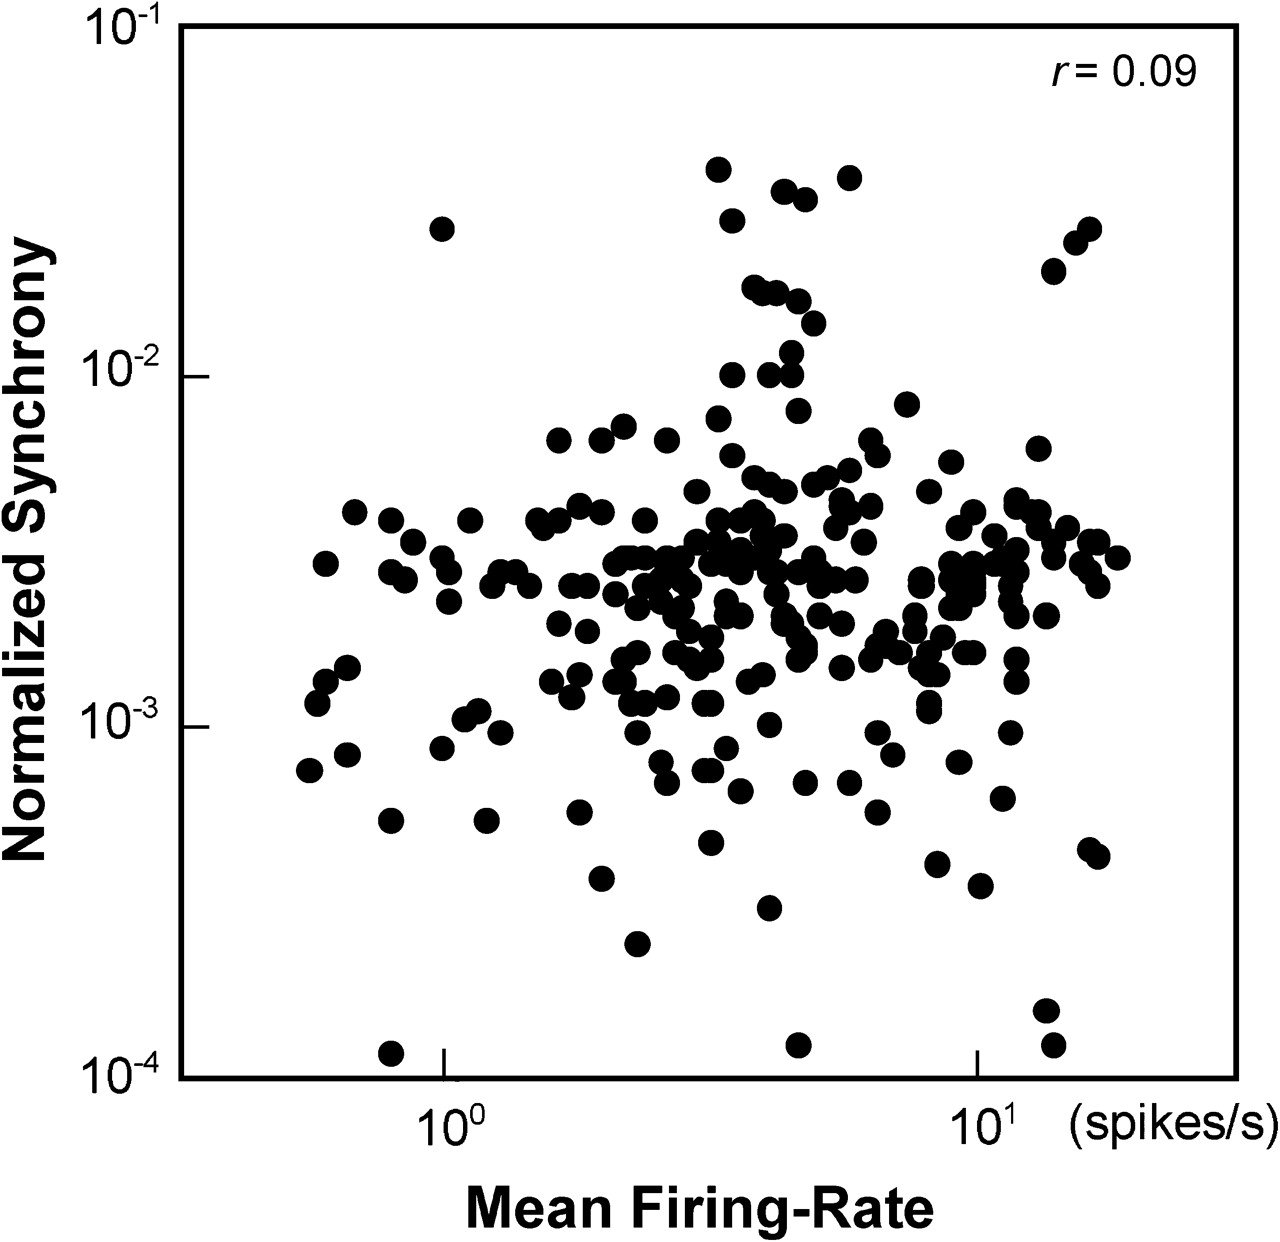 10⁻¹
r = 0.09
10⁻²
Normalized Synchrony
10⁻³
10⁻⁴
10⁰ 10¹ (spikes/s)
Mean Firing-Rate